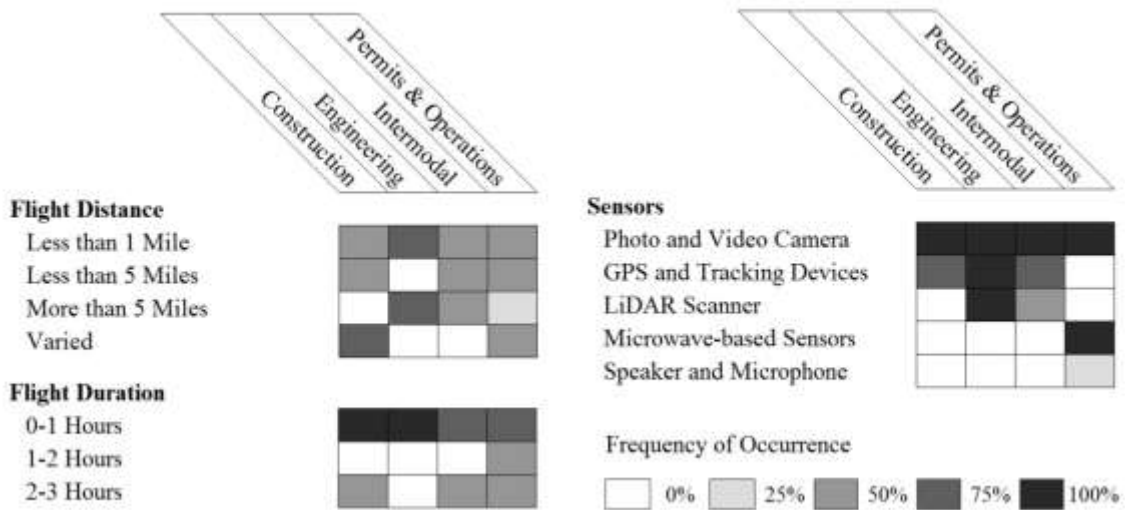 Construction
Engineering
Intermodal
Permits & Operations
Flight Distance
Less than 1 Mile
Less than 5 Miles
More than 5 Miles
Varied
Flight Duration
0-1 Hours
1-2 Hours
2-3 Hours
Construction
Engineering
Intermodal
Permits & Operations
Sensors
Photo and Video Camera
GPS and Tracking Devices
LiDAR Scanner
Microwave-based Sensors
Speaker and Microphone
Frequency of Occurrence
0% 25% 50% 75% 100%